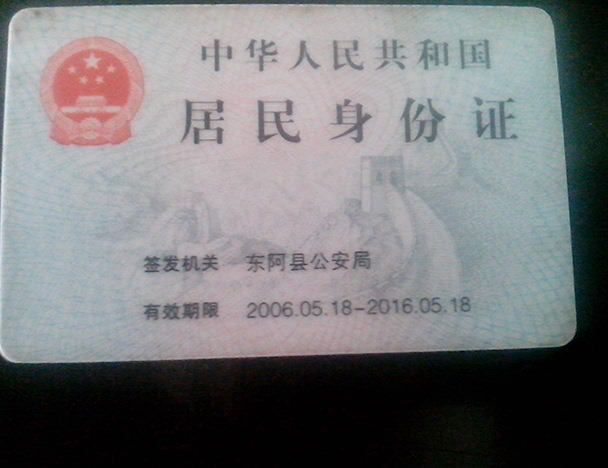 中华人民共和国
居民身份证
签发机关 东阿县公安局
有效期限 2006.05.18-2016.05.18